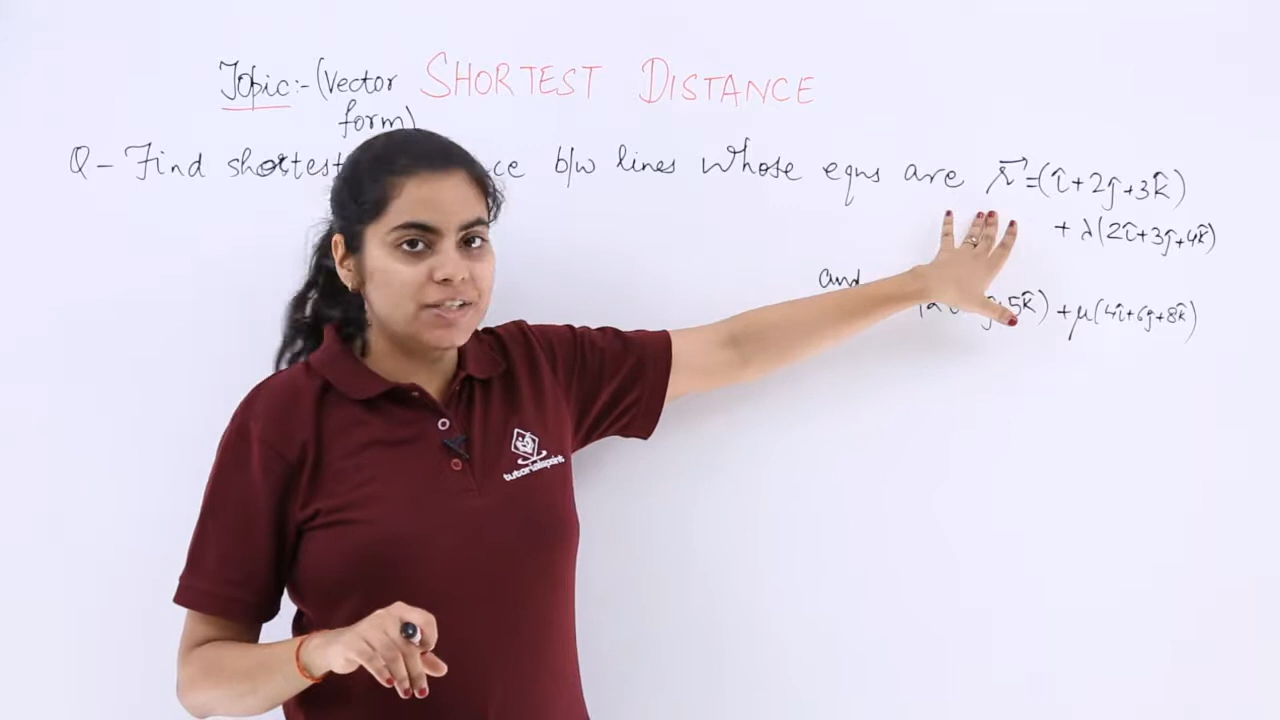 Topic:- (Vector form) SHORTEST DISTANCE
Q- Find shortest ce b/w lines whose eqns are r⃗=(î+2ĵ+3k̂)
+ λ(2î+3ĵ+4k̂)
and 5k̂) +μ(4î+6ĵ+8k̂)
tutorialspoint